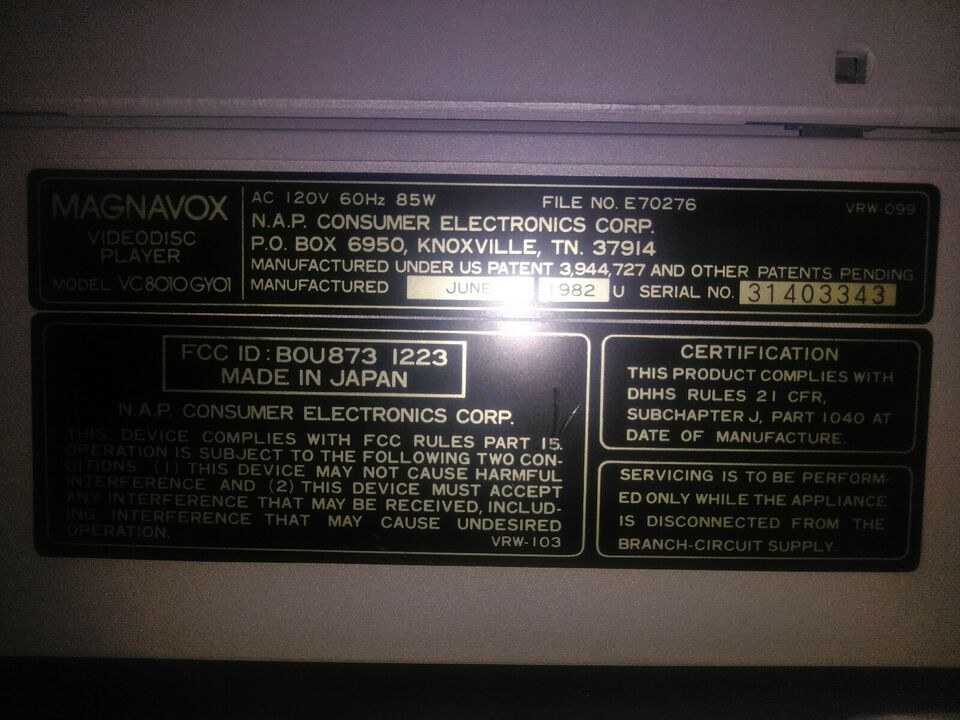 MAGNAVOX
VIDEODISC
PLAYER
MODEL VC8010GY01
AC 120V 60Hz 85W FILE NO. E70276
VRW-099
N.A.P. CONSUMER ELECTRONICS CORP.
P.O. BOX 6950, KNOXVILLE, TN. 37914
MANUFACTURED UNDER US PATENT 3,944,727 AND OTHER PATENTS PENDING
MANUFACTURED JUNE 1982 U SERIAL NO. 31403343
FCC ID: BOU873 1223
MADE IN JAPAN
N.A.P. CONSUMER ELECTRONICS CORP.
THIS DEVICE COMPLIES WITH FCC RULES PART 15.
OPERATION IS SUBJECT TO THE FOLLOWING TWO CON-
DITIONS: (1) THIS DEVICE MAY NOT CAUSE HARMFUL
INTERFERENCE AND (2) THIS DEVICE MUST ACCEPT
ANY INTERFERENCE THAT MAY BE RECEIVED, INCLUD-
ING INTERFERENCE THAT MAY CAUSE UNDESIRED
OPERATION.
VRW-103
CERTIFICATION
THIS PRODUCT COMPLIES WITH
DHHS RULES 21 CFR,
SUBCHAPTER J, PART 1040 AT
DATE OF MANUFACTURE.
SERVICING IS TO BE PERFORM-
ED ONLY WHILE THE APPLIANCE
IS DISCONNECTED FROM THE
BRANCH-CIRCUIT SUPPLY.